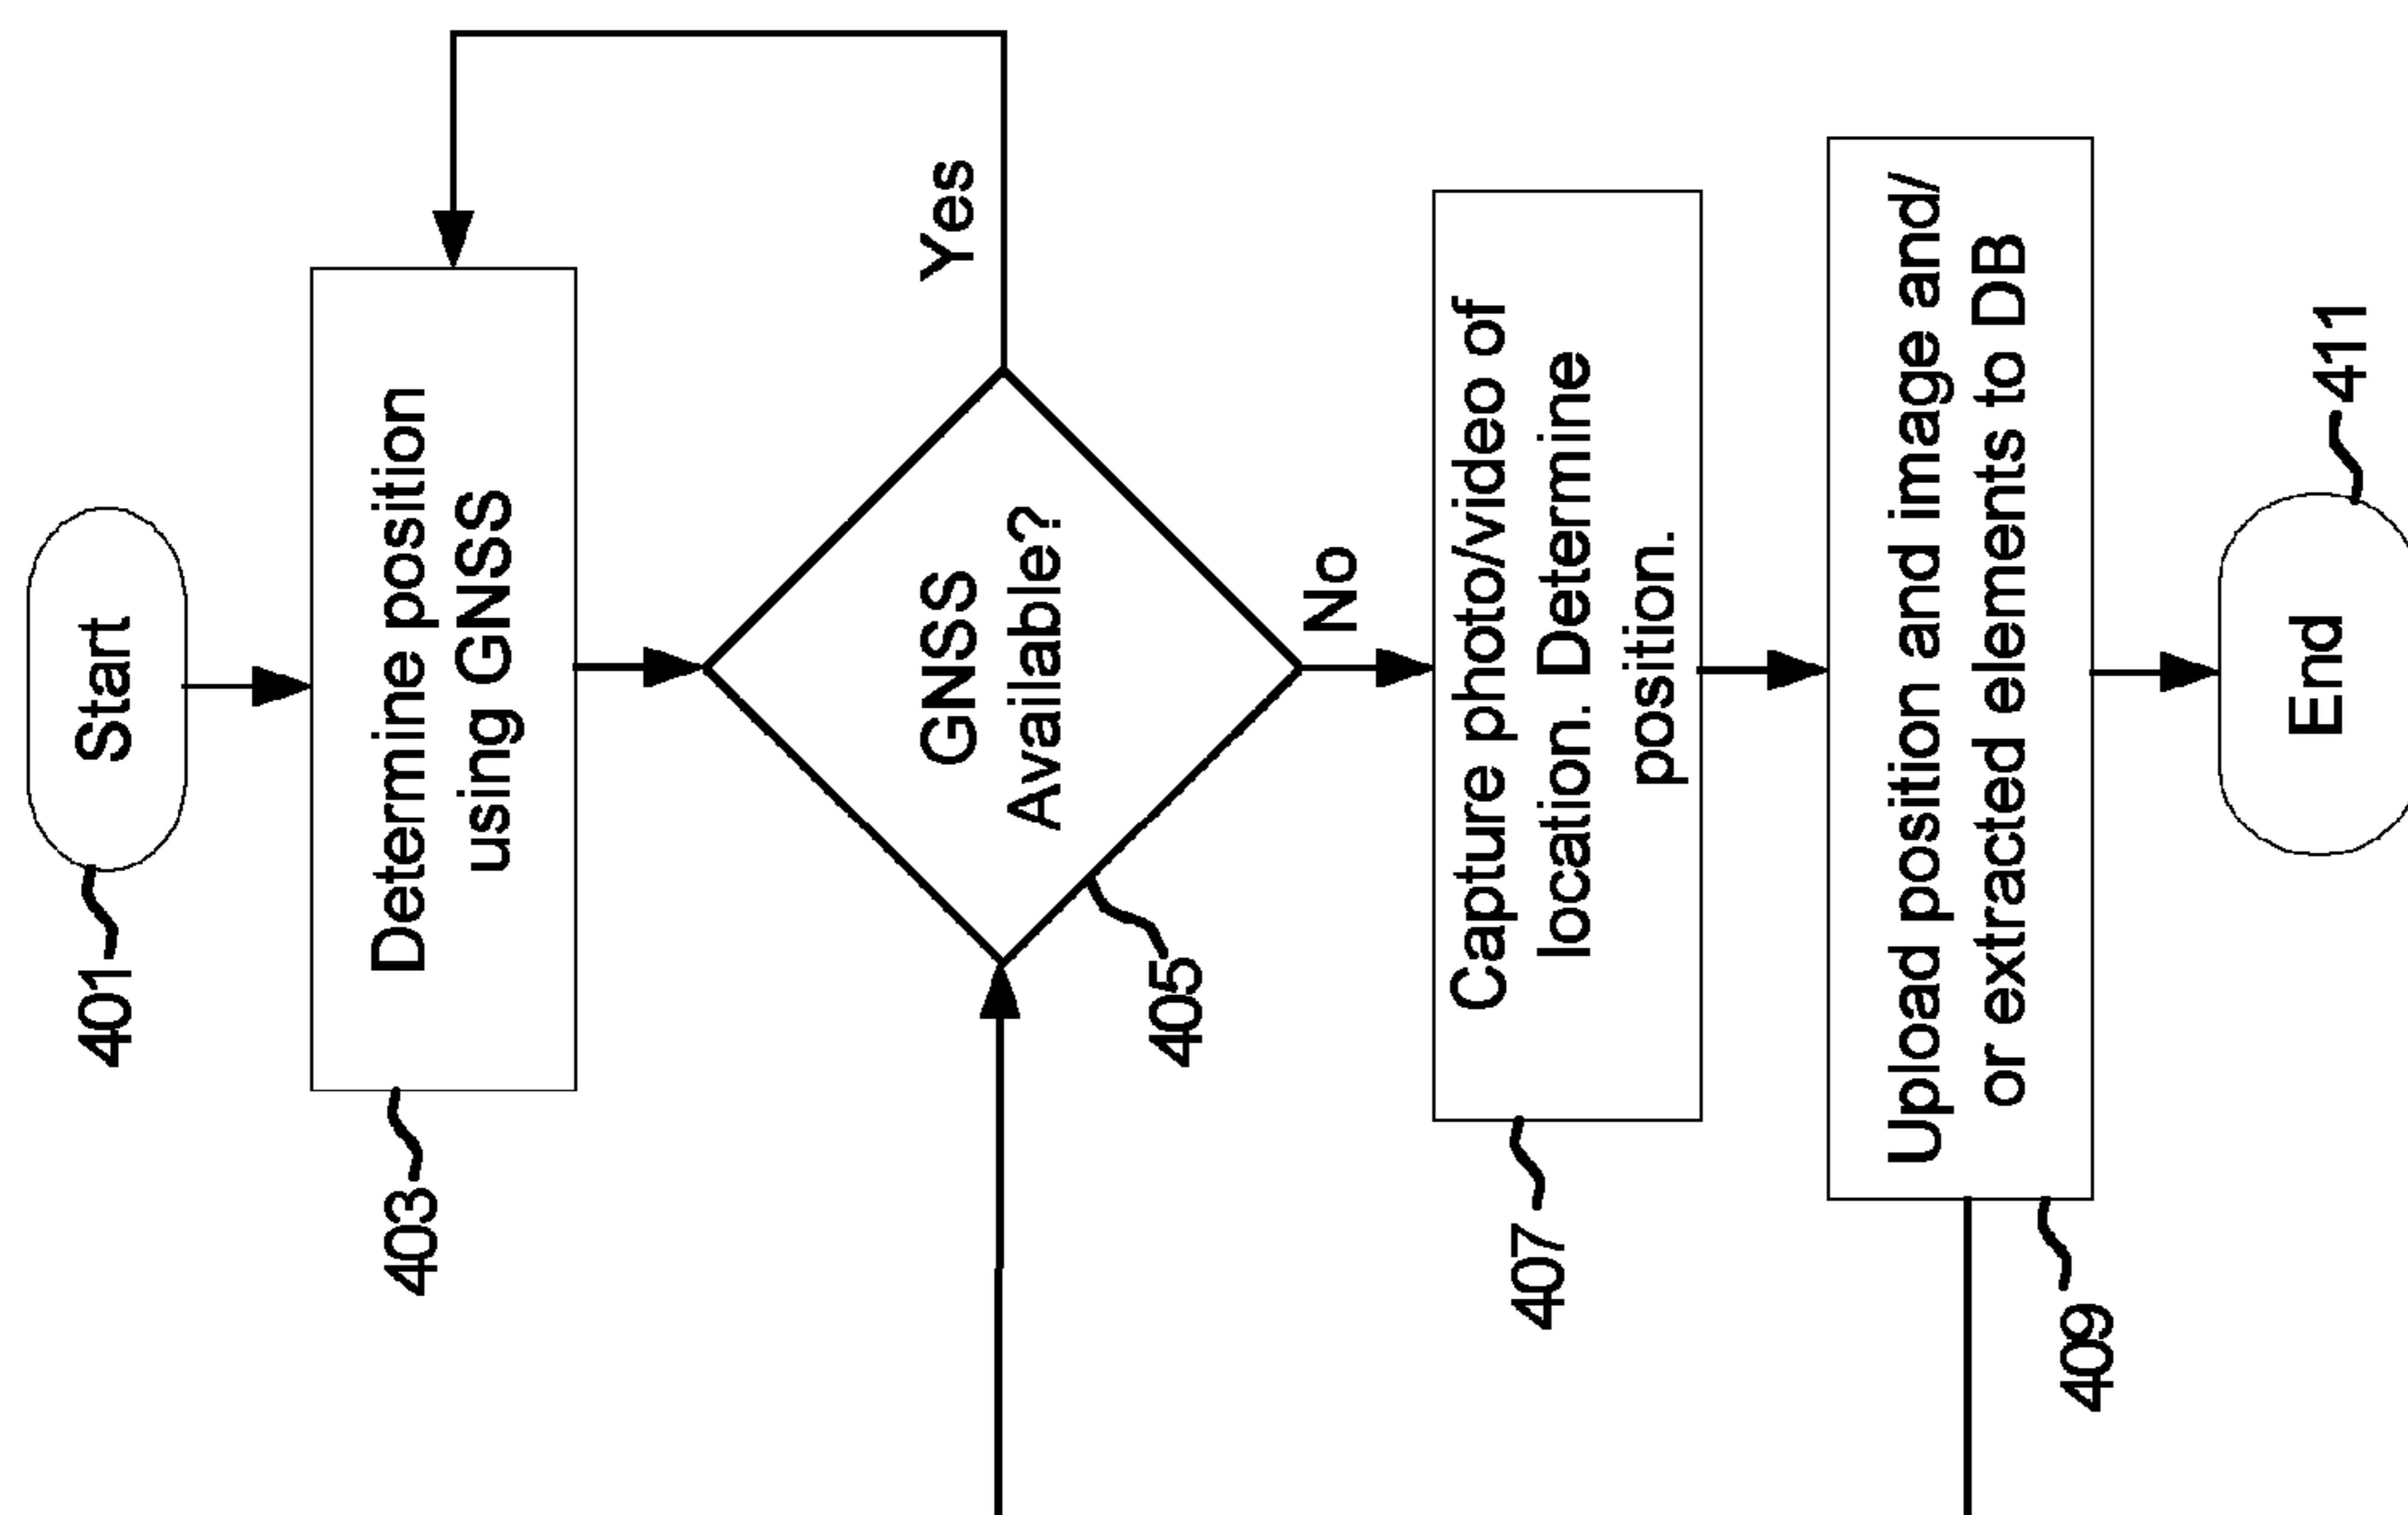 401
Start
403
Determine position
using GNSS
Yes
405
GNSS
Available?
No
407
Capture photo/video of
location. Determine
position.
409
Upload position and image and/
or extracted elements to DB
End
411